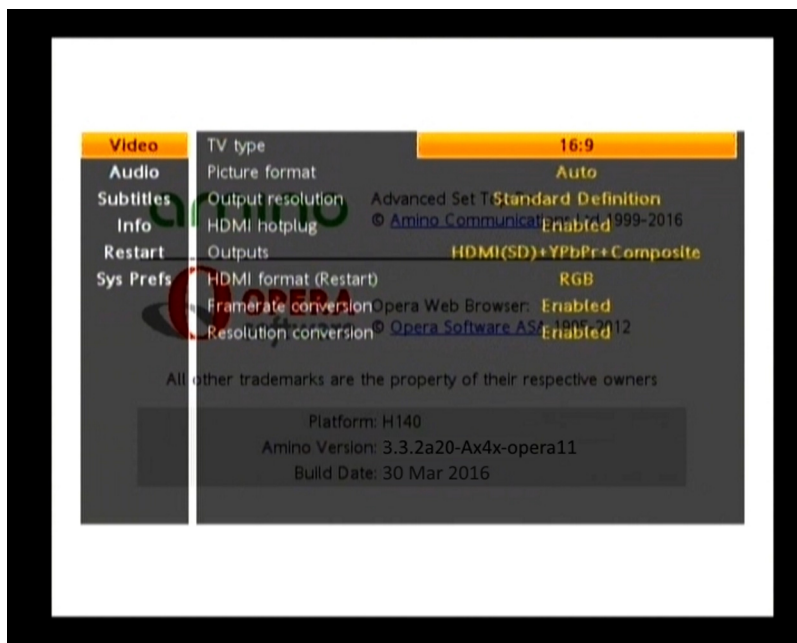 Video
Audio
Subtitles
Info
Restart
Sys Prefs
TV type 16:9
Picture format Auto
Output resolution Standard Definition
HDMI hotplug Enabled
Outputs HDMI(SD)+YPbPr+Composite
HDMI format (Restart) RGB
Framerate conversion Enabled
Resolution conversion Enabled
amino
Advanced Set Top
© Amino Communications Ltd 1999-2016
OPERA
software
Opera Web Browser:
© Opera Software ASA 1995-2012
All other trademarks are the property of their respective owners
Platform: H140
Amino Version: 3.3.2a20-Ax4x-opera11
Build Date: 30 Mar 2016